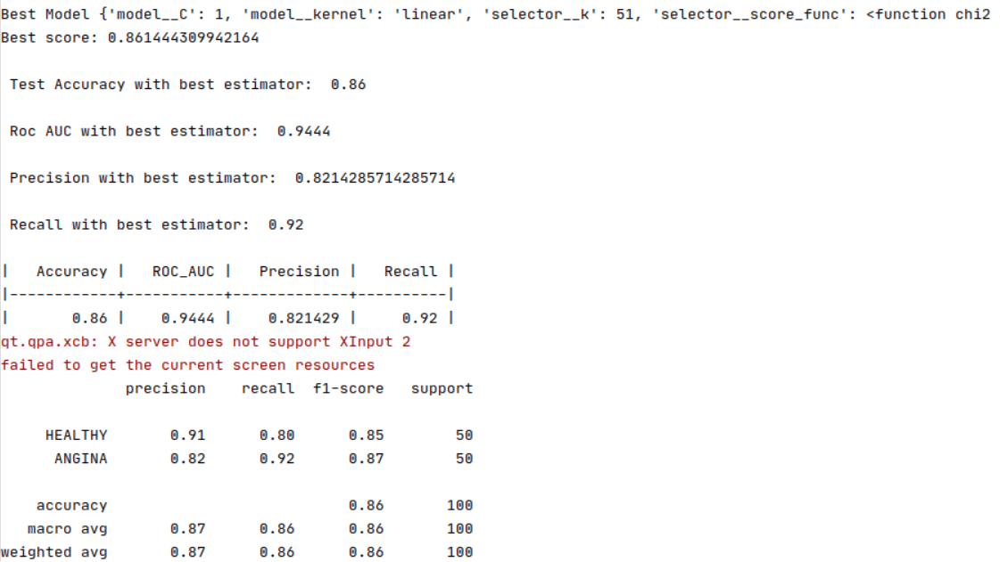 Best Model {'model__C': 1, 'model__kernel': 'linear', 'selector__k': 51, 'selector__score_func': <function chi2
Best score: 0.861444309942164
Test Accuracy with best estimator:  0.86
Roc AUC with best estimator:  0.9444
Precision with best estimator:  0.8214285714285714
Recall with best estimator:  0.92
|   Accuracy |   ROC_AUC |   Precision |   Recall |
|------------+-----------+-------------+----------|
|       0.86 |    0.9444 |    0.821429 |     0.92 |
qt.qpa.xcb: X server does not support XInput 2
failed to get the current screen resources
              precision    recall  f1-score   support
     HEALTHY       0.91      0.80      0.85        50
      ANGINA       0.82      0.92      0.87        50
    accuracy                           0.86       100
   macro avg       0.87      0.86      0.86       100
weighted avg       0.87      0.86      0.86       100